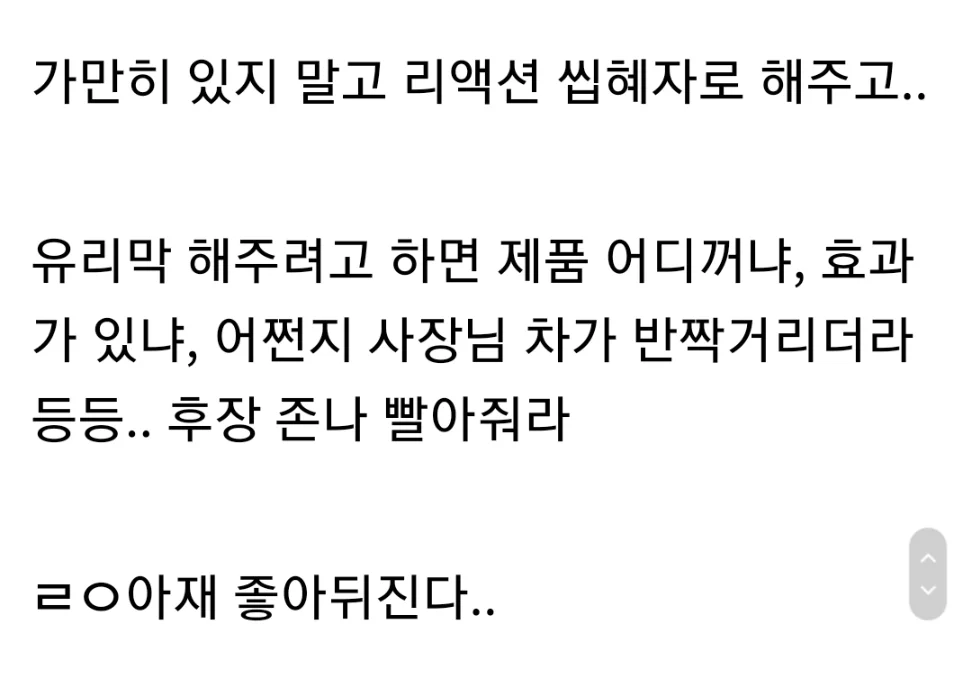 가만히 있지 말고 리액션 씹혜자로 해주고..
유리막 해주려고 하면 제품 어디꺼냐, 효과
가 있냐, 어쩐지 사장님 차가 반짝거리더라
등등.. 후장 존나 빨아줘라
ㄹㅇ아재 좋아뒤진다..